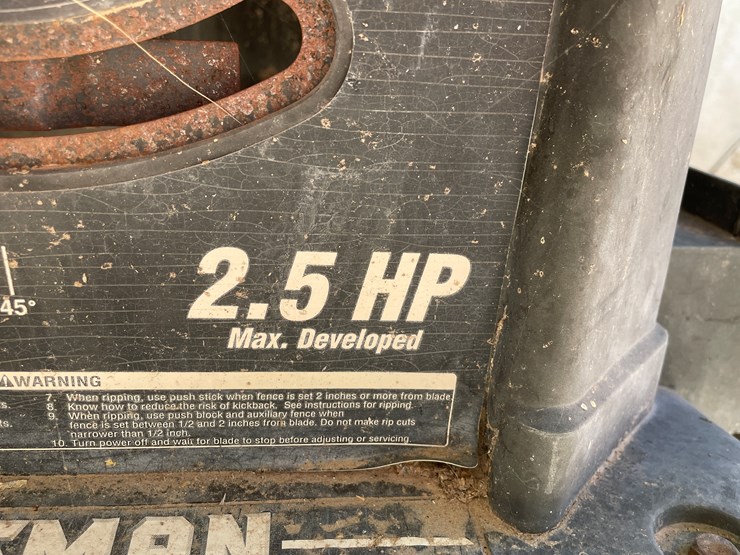 45°
2.5 HP
Max. Developed
WARNING
7. When ripping, use push stick when fence is set 2 inches or more from blade
s. 8. Know how to reduce the risk of kickback. See instructions for ripping.
9. When ripping, use push block and auxiliary fence when
ts. fence is set between 1/2 and 2 inches from blade. Do not make rip cuts
narrower than 1/2 inch.
10. Turn power off and wait for blade to stop before adjusting or servicing
TMAN